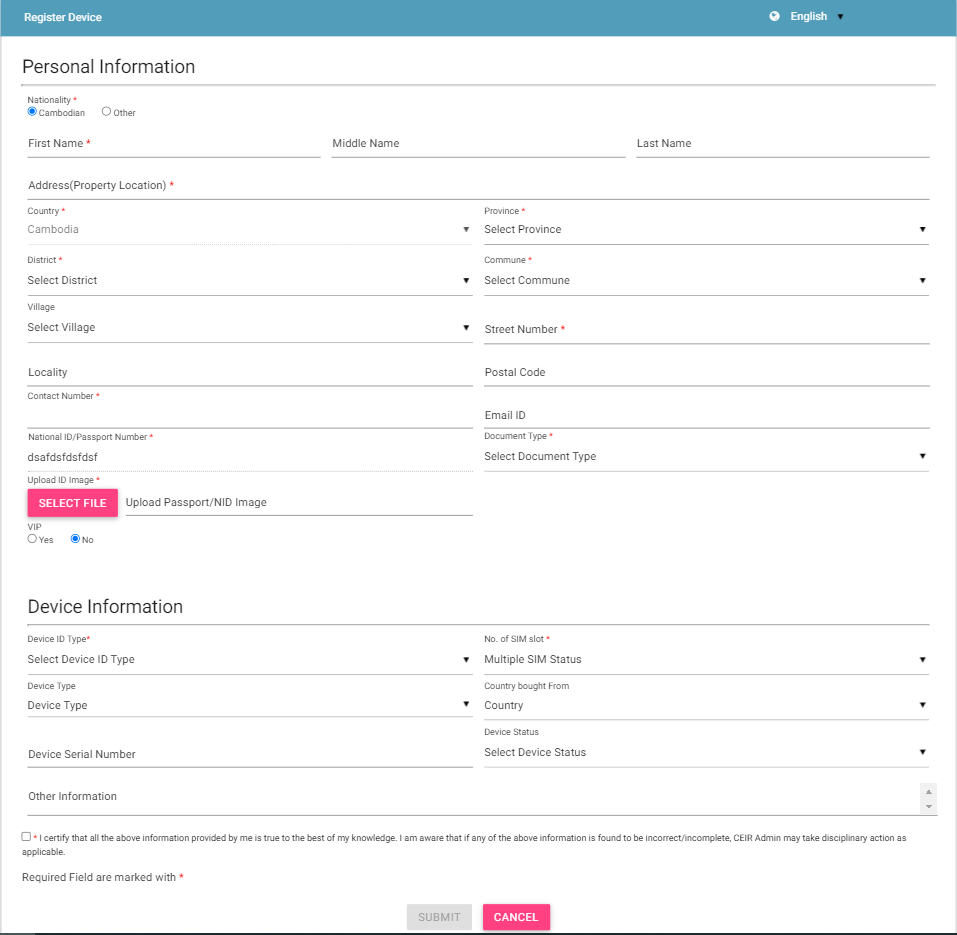 Register Device English
Personal Information
Nationality *
Cambodian Other
First Name * Middle Name Last Name
Address(Property Location) *
Country * Province *
Cambodia Select Province
District * Commune *
Select District Select Commune
Village
Select Village Street Number *
Locality Postal Code
Contact Number *
Email ID
National ID/Passport Number * Document Type *
dsafdsfdsfdsf Select Document Type
Upload ID Image *
SELECT FILE Upload Passport/NID Image
VIP
Yes No
Device Information
Device ID Type* No. of SIM slot *
Select Device ID Type Multiple SIM Status
Device Type Country bought From
Device Type Country
Device Status
Device Serial Number Select Device Status
Other Information
* I certify that all the above information provided by me is true to the best of my knowledge. I am aware that if any of the above information is found to be incorrect/incomplete, CEIR Admin may take disciplinary action as
applicable.
Required Field are marked with *
SUBMIT CANCEL